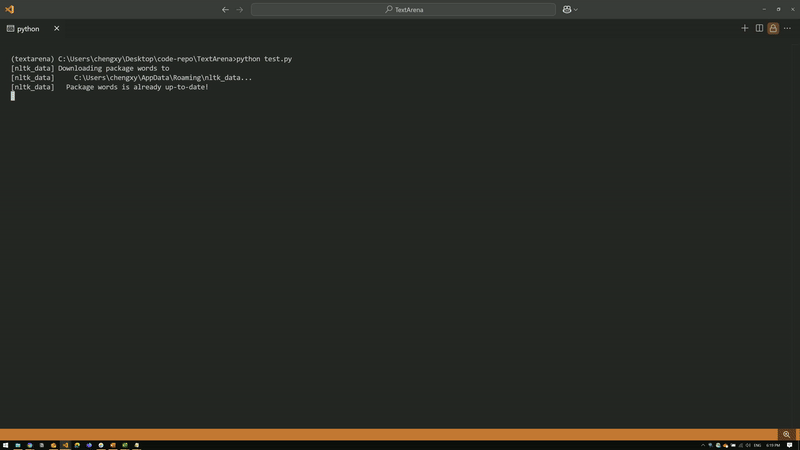 TextArena
python
(textarena) C:\Users\chengxy\Desktop\code-repo\TextArena>python test.py
[nltk_data] Downloading package words to
[nltk_data]     C:\Users\chengxy\AppData\Roaming\nltk_data...
[nltk_data]   Package words is already up-to-date!
ENG
6:19 PM